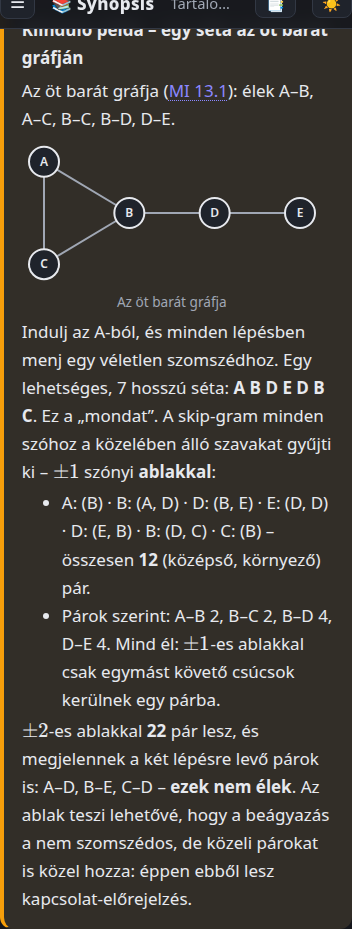 📚 Synopsis Tartalo...
Kiinduló példa – egy séta az öt barát
gráfján
Az öt barát gráfja (MI 13.1): élek A–B,
A–C, B–C, B–D, D–E.
A
B
D
E
C
Az öt barát gráfja
Indulj az A-ból, és minden lépésben
menj egy véletlen szomszédhoz. Egy
lehetséges, 7 hosszú séta: A B D E D B
C. Ez a „mondat”. A skip-gram minden
szóhoz a közelében álló szavakat gyűjti
ki – ±1 szónyi ablakkal:
• A: (B) · B: (A, D) · D: (B, E) · E: (D, D)
· D: (E, B) · B: (D, C) · C: (B) –
összesen 12 (középső, környező)
pár.
• Párok szerint: A–B 2, B–C 2, B–D 4,
D–E 4. Mind él: ±1-es ablakkal
csak egymást követő csúcsok
kerülnek egy párba.
±2-es ablakkal 22 pár lesz, és
megjelennek a két lépésre levő párok
is: A–D, B–E, C–D – ezek nem élek. Az
ablak teszi lehetővé, hogy a beágyazás
a nem szomszédos, de közeli párokat
is közel hozza: éppen ebből lesz
kapcsolat-előrejelzés.